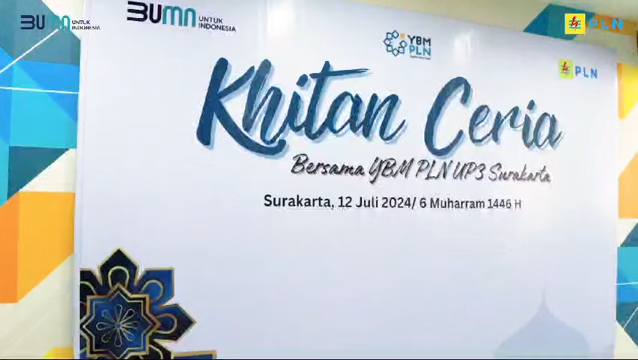 BUMN UNTUK INDONESIA
PLN
BUMN UNTUK INDONESIA
YBM
PLN
PLN
Khitan Ceria
Bersama YBM PLN UP3 Surakarta
Surakarta, 12 Juli 2024/ 6 Muharram 1446 H